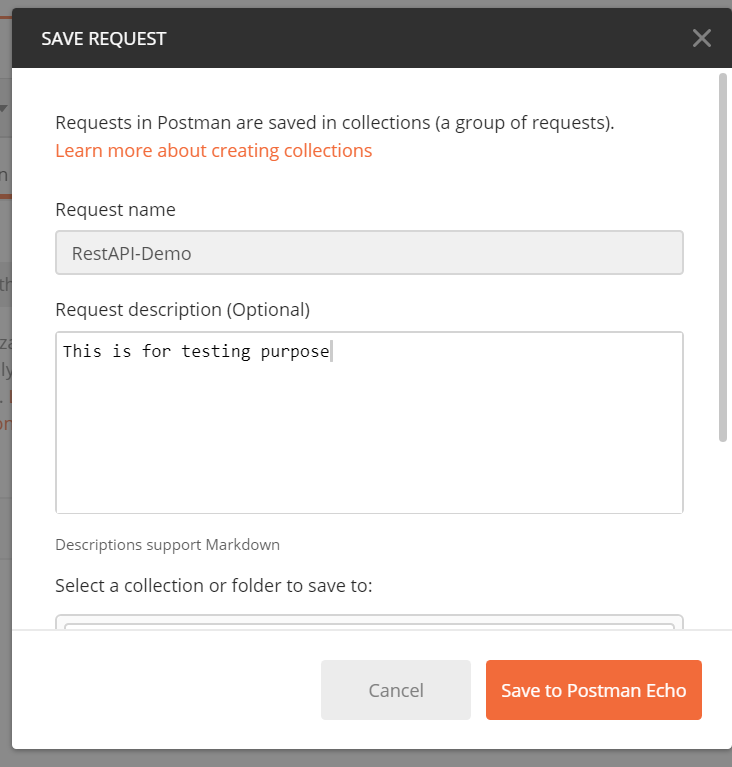 SAVE REQUEST
Requests in Postman are saved in collections (a group of requests).
Learn more about creating collections
Request name
RestAPI-Demo
Request description (Optional)
This is for testing purpose
Descriptions support Markdown
Select a collection or folder to save to:
Cancel
Save to Postman Echo